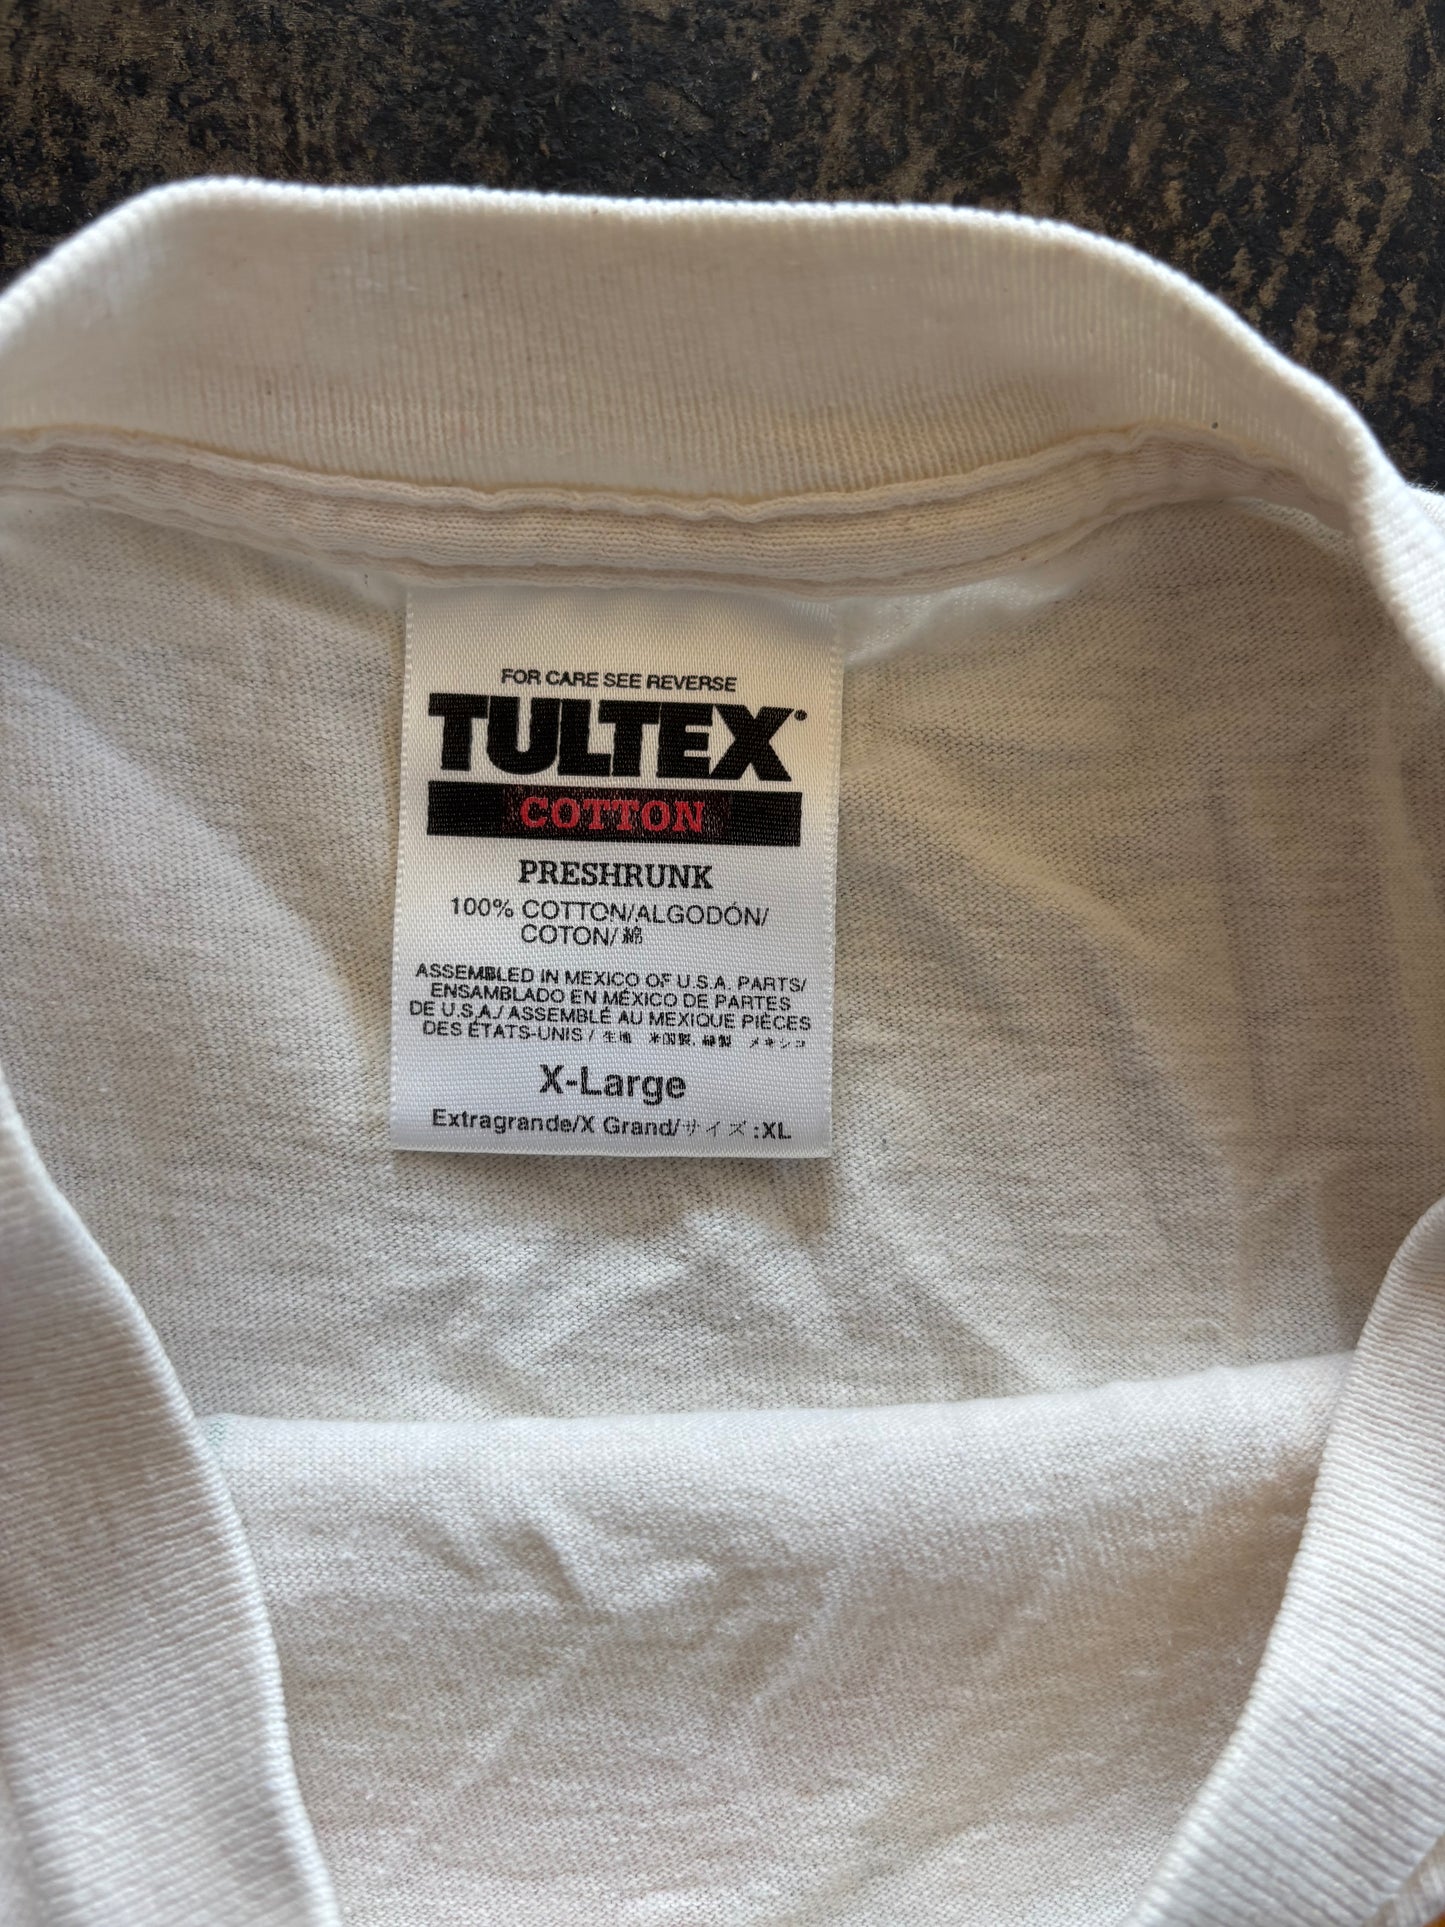 FOR CARE SEE REVERSE
TULTEX®
COTTON
PRESHRUNK
100% COTTON/ALGODÓN/
COTON/綿
ASSEMBLED IN MEXICO OF U.S.A. PARTS/
ENSAMBLADO EN MÉXICO DE PARTES
DE U.S.A./ASSEMBLÉ AU MEXIQUE PIÈCES
DES ÉTATS-UNIS / 生地 米国製, 縫製 メキシコ
X-Large
Extragrande/X Grand/サイズ:XL